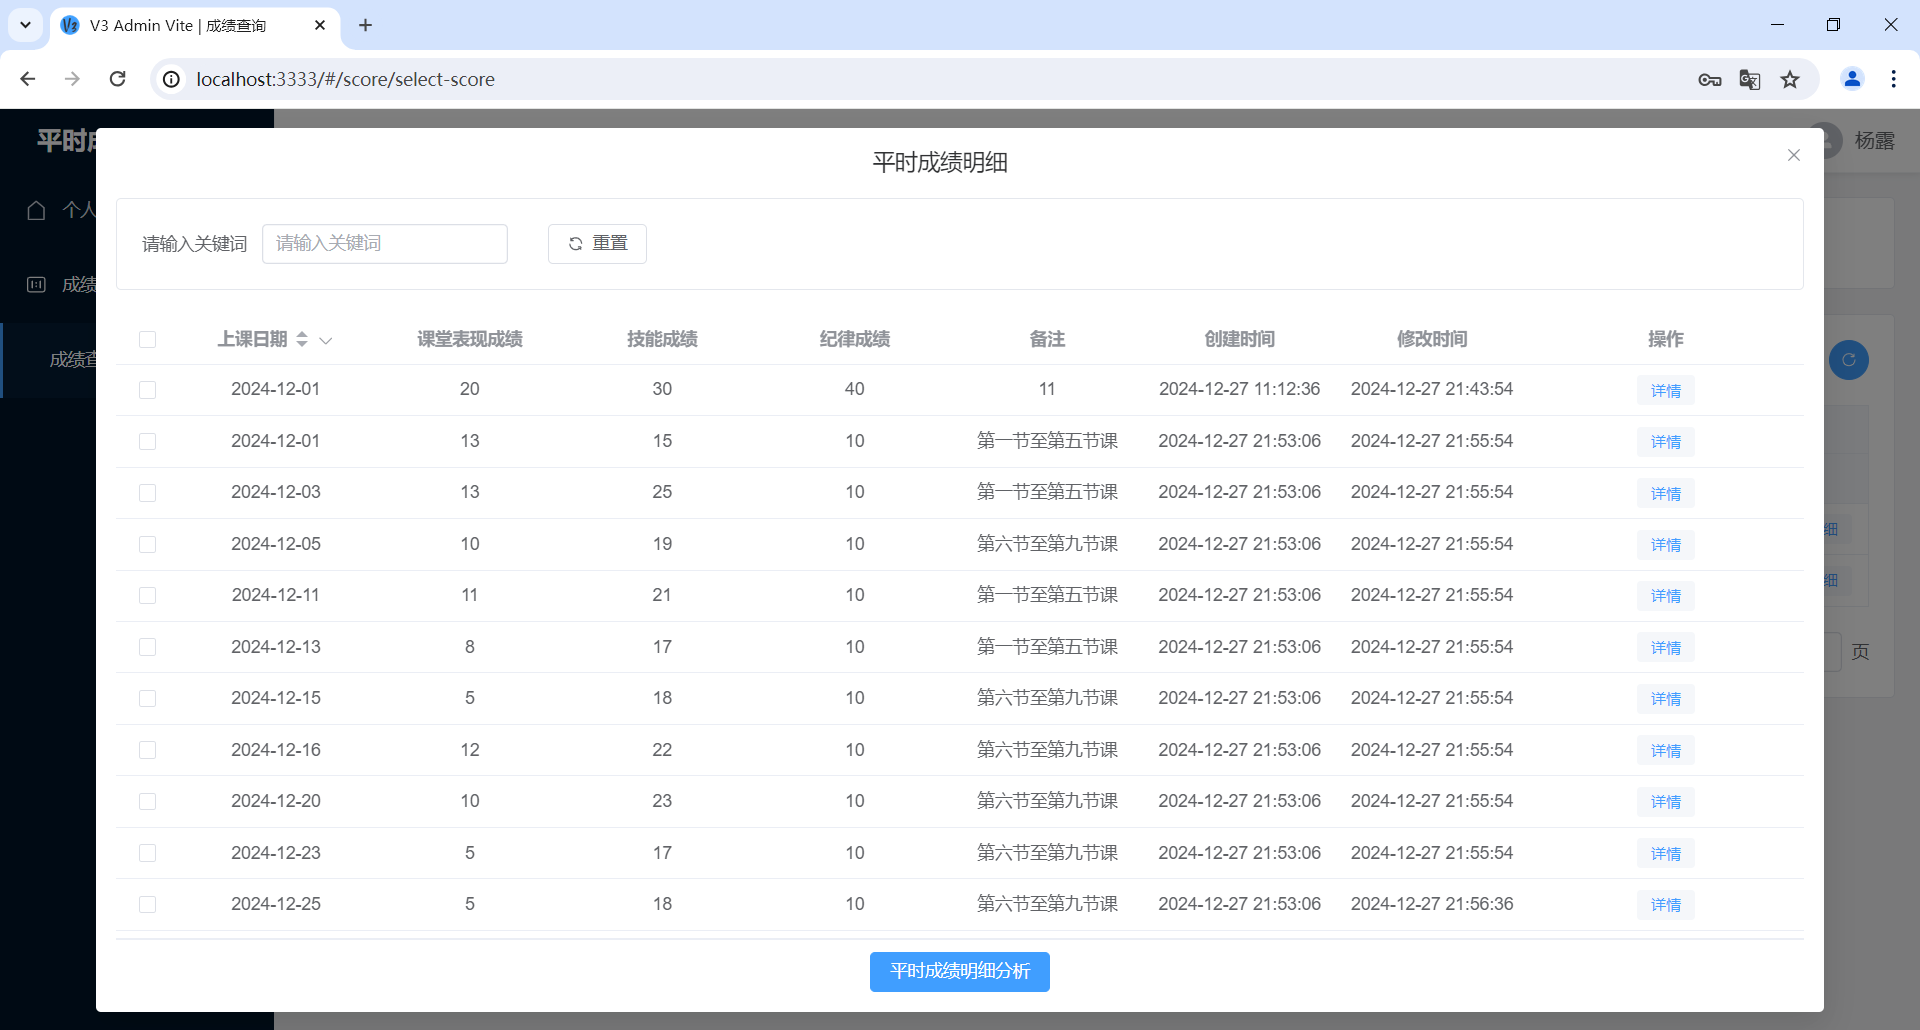 V3 Admin Vite | 成绩查询
localhost:3333/#/score/select-score
平时成
杨露
个人
成绩
成绩查
平时成绩明细
请输入关键词 请输入关键词 重置
上课日期 课堂表现成绩 技能成绩 纪律成绩 备注 创建时间 修改时间 操作
2024-12-01 20 30 40 11 2024-12-27 11:12:36 2024-12-27 21:43:54 详情
2024-12-01 13 15 10 第一节至第五节课 2024-12-27 21:53:06 2024-12-27 21:55:54 详情
2024-12-03 13 25 10 第一节至第五节课 2024-12-27 21:53:06 2024-12-27 21:55:54 详情
2024-12-05 10 19 10 第六节至第九节课 2024-12-27 21:53:06 2024-12-27 21:55:54 详情
2024-12-11 11 21 10 第一节至第五节课 2024-12-27 21:53:06 2024-12-27 21:55:54 详情
2024-12-13 8 17 10 第一节至第五节课 2024-12-27 21:53:06 2024-12-27 21:55:54 详情
2024-12-15 5 18 10 第六节至第九节课 2024-12-27 21:53:06 2024-12-27 21:55:54 详情
2024-12-16 12 22 10 第六节至第九节课 2024-12-27 21:53:06 2024-12-27 21:55:54 详情
2024-12-20 10 23 10 第六节至第九节课 2024-12-27 21:53:06 2024-12-27 21:55:54 详情
2024-12-23 5 17 10 第六节至第九节课 2024-12-27 21:53:06 2024-12-27 21:55:54 详情
2024-12-25 5 18 10 第六节至第九节课 2024-12-27 21:53:06 2024-12-27 21:56:36 详情
细
细
页
平时成绩明细分析